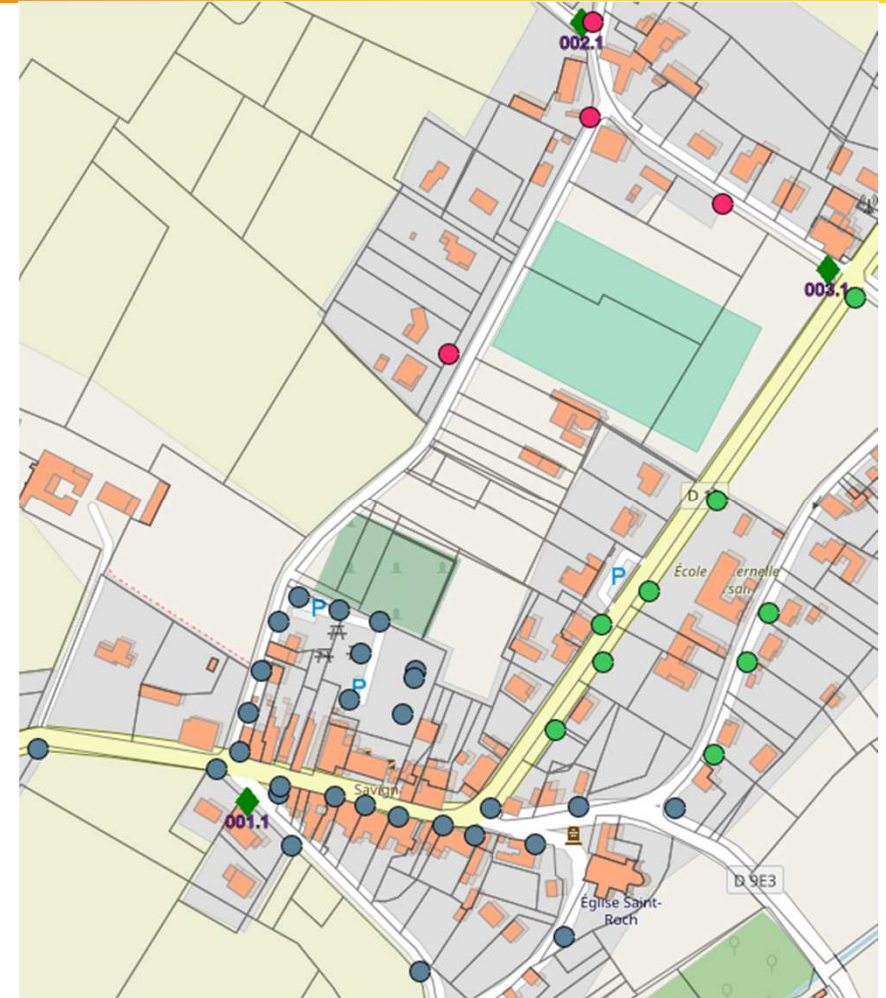 002.1
003.1
D 1
P
École
ernelle
P
P
Savign
001.1
D 9E3
Église Saint-
Roch